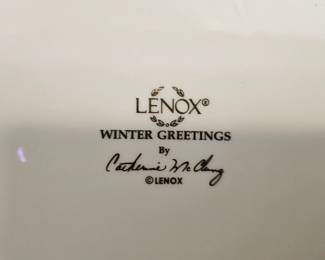 LENOX®
WINTER GREETINGS
By
Catherine McClung
©LENOX